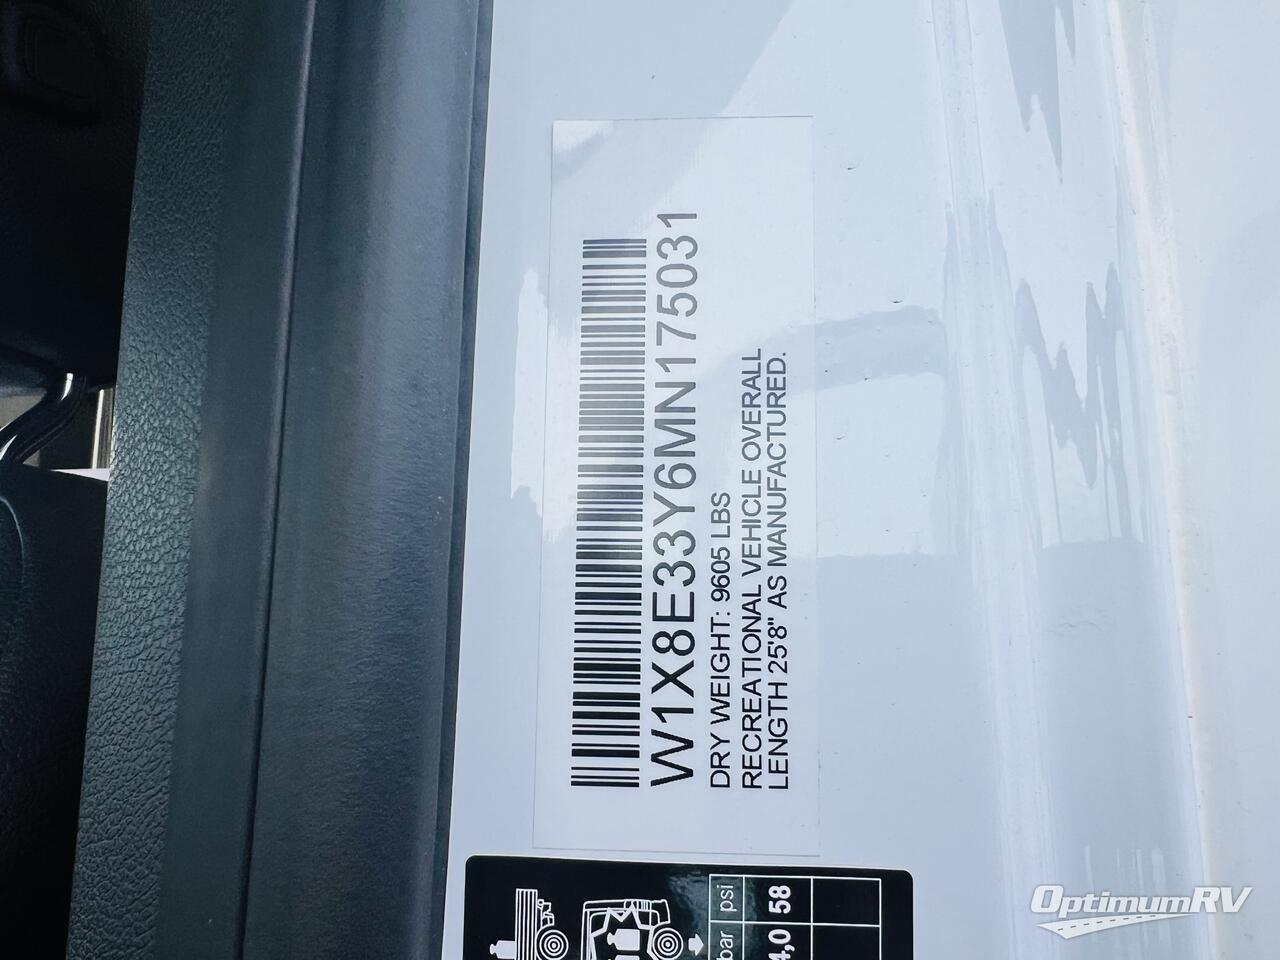 W1X8E33Y6MN175031
DRY WEIGHT: 9605 LBS
RECREATIONAL VEHICLE OVERALL
LENGTH 25'8" AS MANUFACTURED.
bar psi
4,0 58
OptimumRV